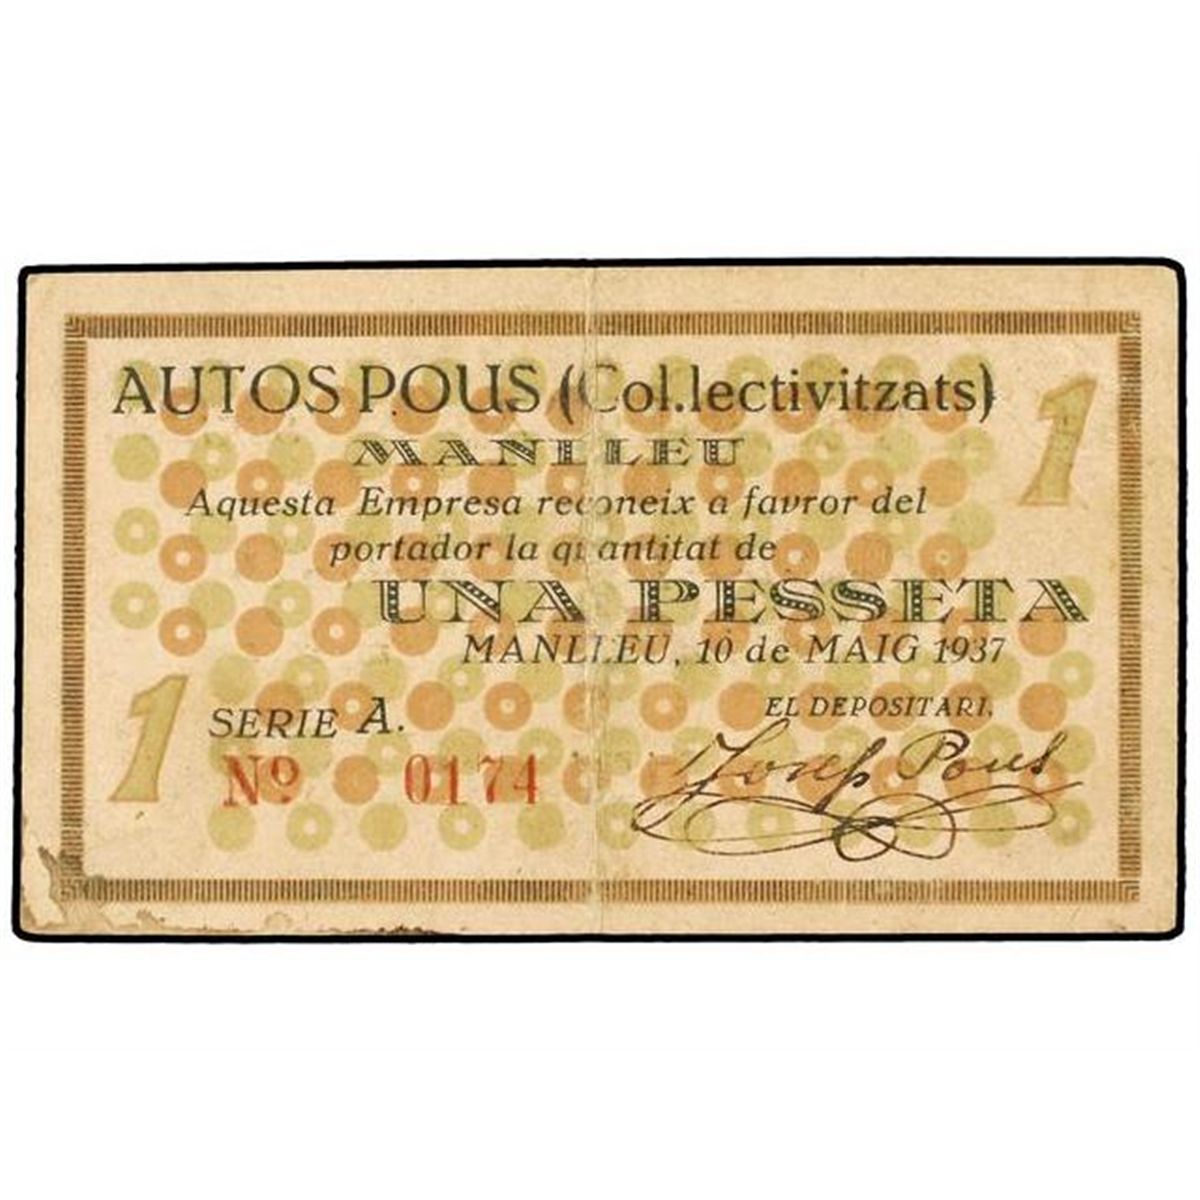 AUTOS POUS (Col.lectivitzats)
1
MANLLEU
Aquesta Empresa reconeix a favror del
portador la quantitat de
UNA PESSETA
MANLLEU, 10 de MAIG 1937
1
SERIE A.
EL DEPOSITARI,
Nº 0174
Josep Pous